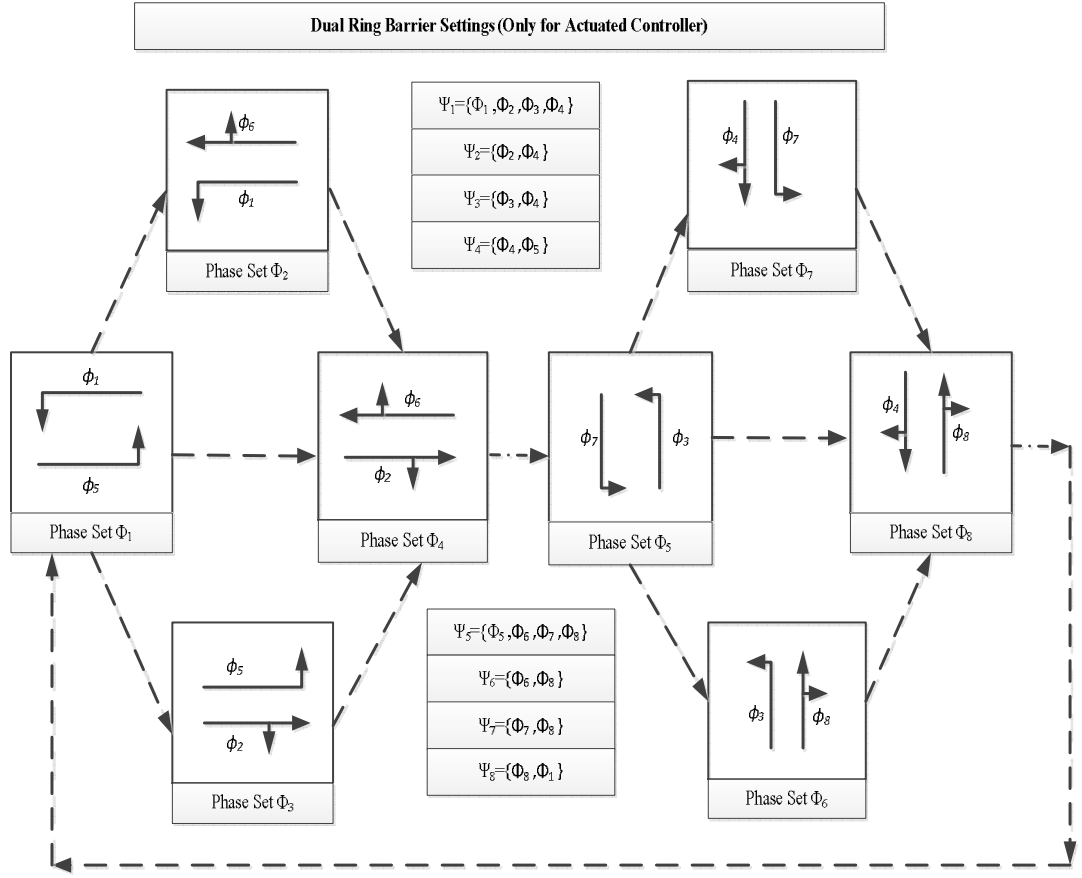 Dual Ring Barrier Settings (Only for Actuated Controller)
ϕ6
ϕ1
Phase Set Φ2
Ψ1={Φ1 ,Φ2 ,Φ3 ,Φ4 }
Ψ2={Φ2 ,Φ4 }
Ψ3={Φ3 ,Φ4 }
Ψ4={Φ4 ,Φ5 }
ϕ4
ϕ7
Phase Set Φ7
ϕ1
ϕ5
Phase Set Φ1
ϕ6
ϕ2
Phase Set Φ4
ϕ7
ϕ3
Phase Set Φ5
ϕ4
ϕ8
Phase Set Φ8
ϕ5
ϕ2
Phase Set Φ3
Ψ5={Φ5 ,Φ6 ,Φ7 ,Φ8 }
Ψ6={Φ6 ,Φ8 }
Ψ7={Φ7 ,Φ8 }
Ψ8={Φ8 ,Φ1 }
ϕ3
ϕ8
Phase Set Φ6